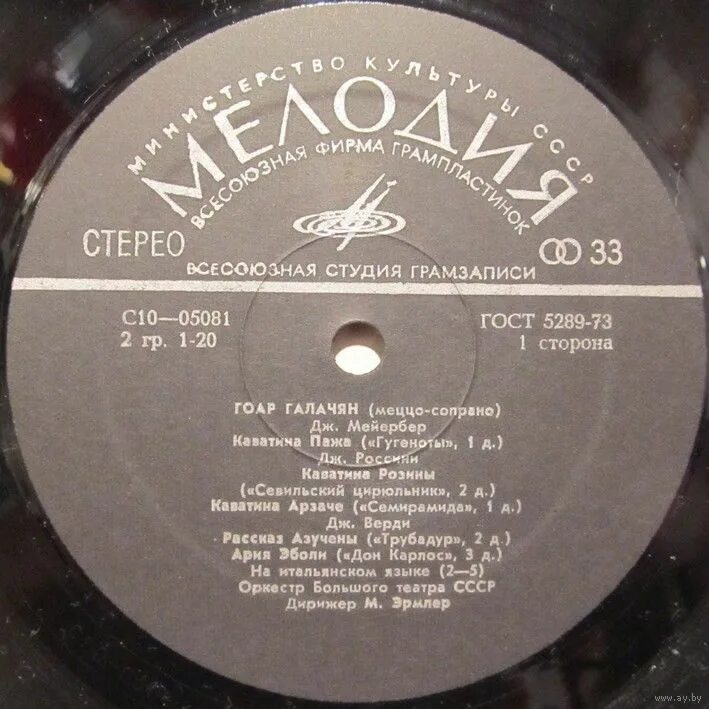 МИНИСТЕРСТВО КУЛЬТУРЫ СССР
МЕЛОДИЯ
ВСЕСОЮЗНАЯ ФИРМА ГРАМПЛАСТИНОК
СТЕРЕО
33
ВСЕСОЮЗНАЯ СТУДИЯ ГРАМЗАПИСИ
С10—05081
ГОСТ 5289-73
2 гр. 1-20
1 сторона
ГОАР ГАЛАЧЯН (меццо-сопрано)
Дж. Мейербер
Каватина Пажа («Гугеноты», 1 д.)
Дж. Россини
Каватина Розины
(«Севильский цирюльник», 2 д.)
Каватина Арзаче («Семирамида», 1 д.)
Дж. Верди
Рассказ Азучены («Трубадур», 2 д.)
Ария Эболи («Дон Карлос», 3 д.)
На итальянском языке (2—5)
Оркестр Большого театра СССР
Дирижер М. Эрмлер
www.ay.by